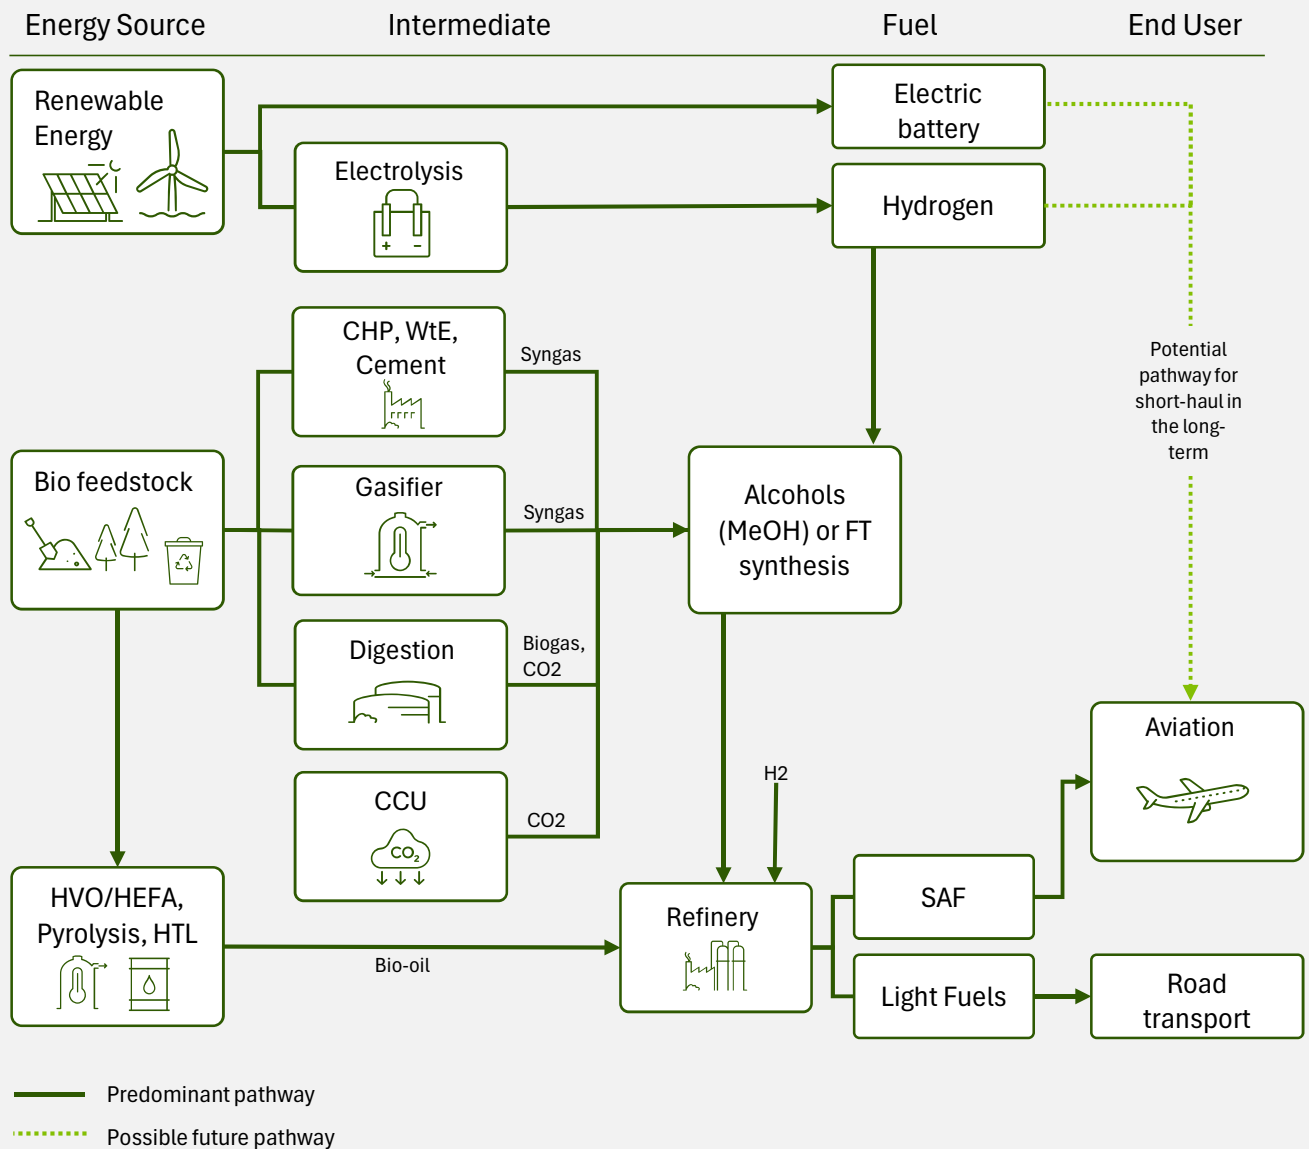 Energy Source
Intermediate
Fuel
End User
Renewable
Energy
Electric
battery
Electrolysis
+ −
Hydrogen
CHP, WtE,
Cement
Syngas
Potential
pathway for
short-haul in
the long-
term
Bio feedstock
Gasifier
Syngas
Alcohols
(MeOH) or FT
synthesis
Digestion
Biogas,
CO2
Aviation
CCU
CO₂
CO2
H2
HVO/HEFA,
Pyrolysis, HTL
Bio-oil
Refinery
SAF
Light Fuels
Road
transport
Predominant pathway
Possible future pathway